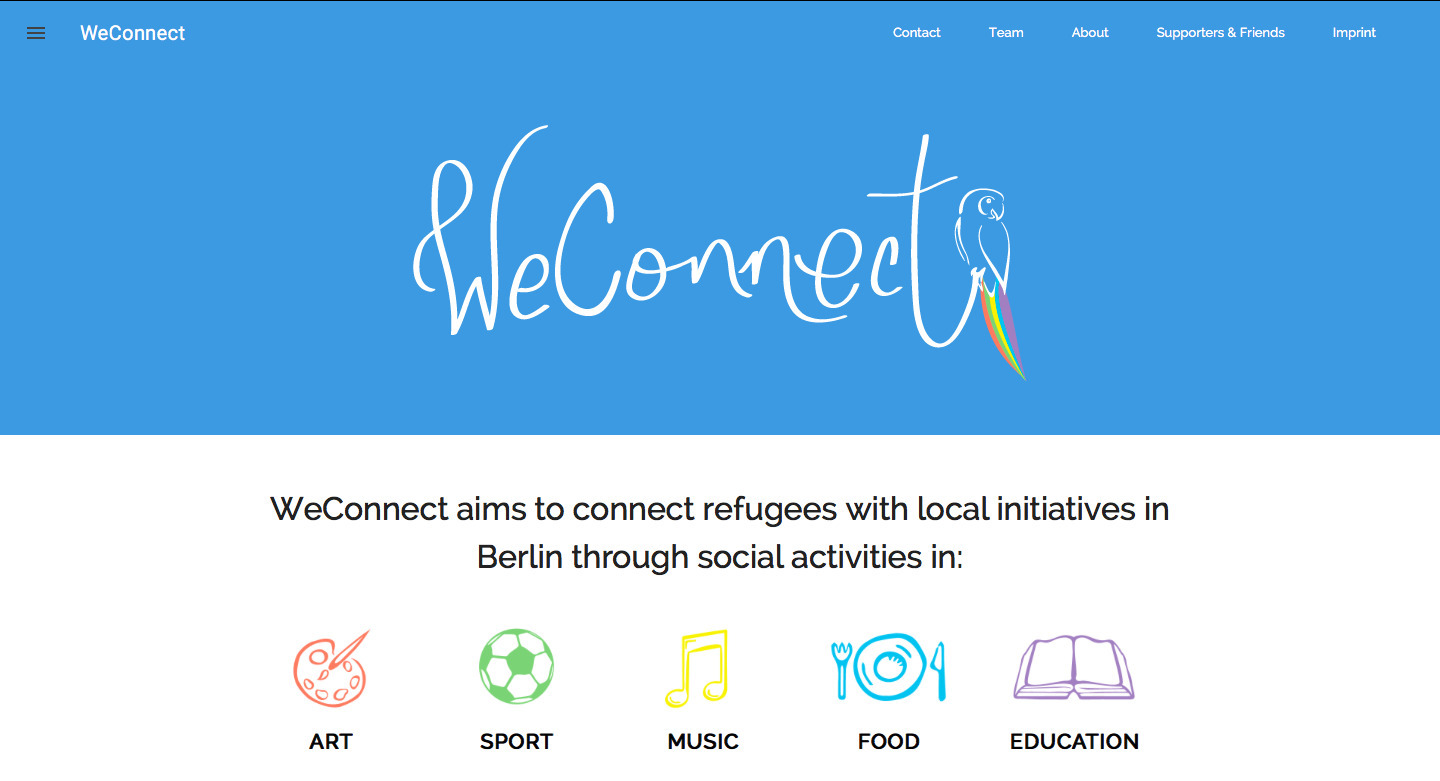 WeConnect
Contact Team About Supporters & Friends Imprint
WeConnect
WeConnect aims to connect refugees with local initiatives in
Berlin through social activities in:
ART SPORT MUSIC FOOD EDUCATION